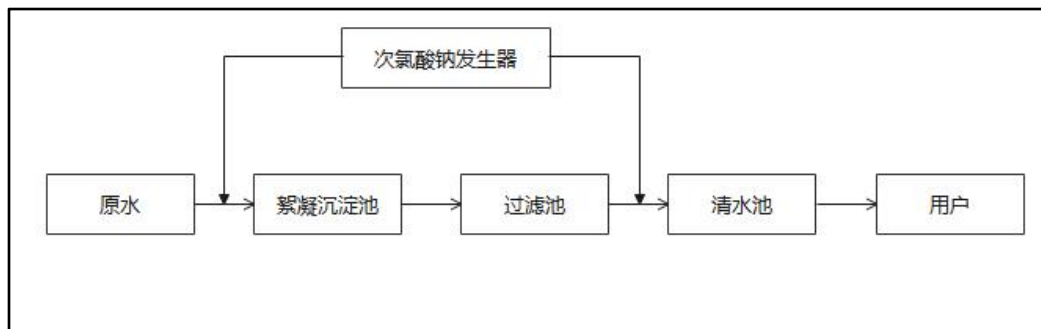 次氯酸钠发生器
原水
絮凝沉淀池
过滤池
清水池
用户